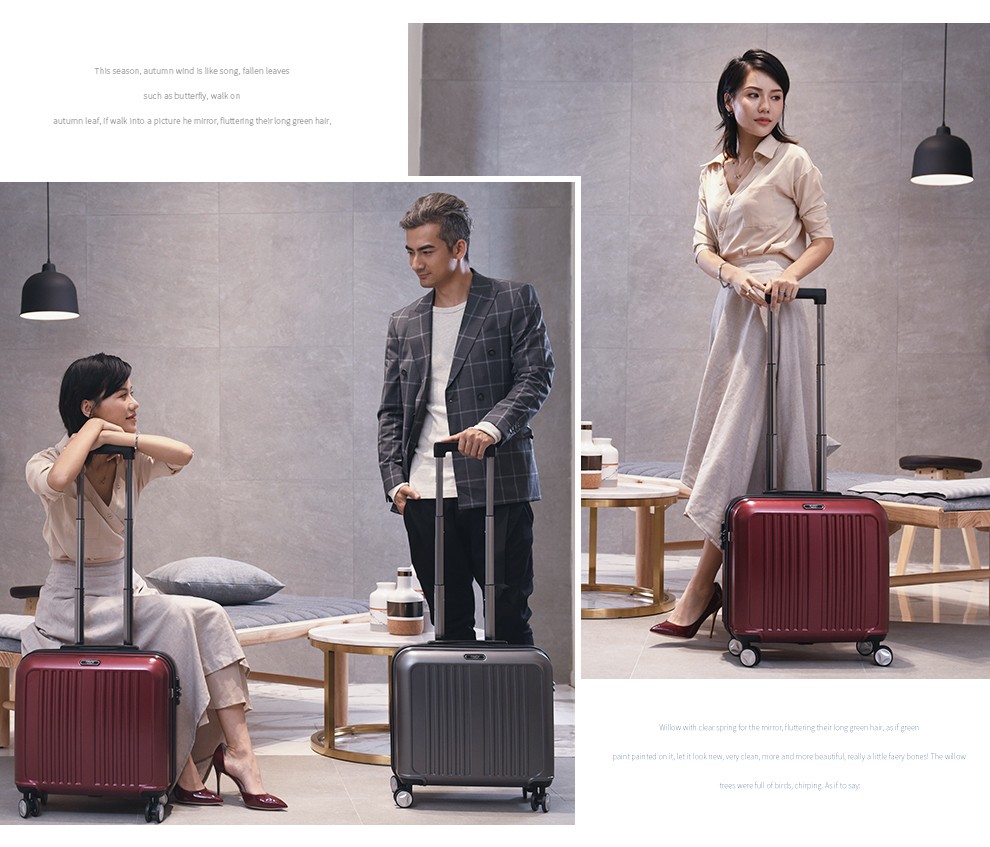 This season, autumn wind is like song, fallen leaves
such as butterfly, walk on
autumn leaf, if walk into a picture he mirror, fluttering their long green hair,
Willow with clear spring for the mirror, fluttering their long green hair, as if green
paint painted on it, let it look new, very clean, more and more beautiful, really a little faery bones! The willow
trees were full of birds, chirping. As if to say: